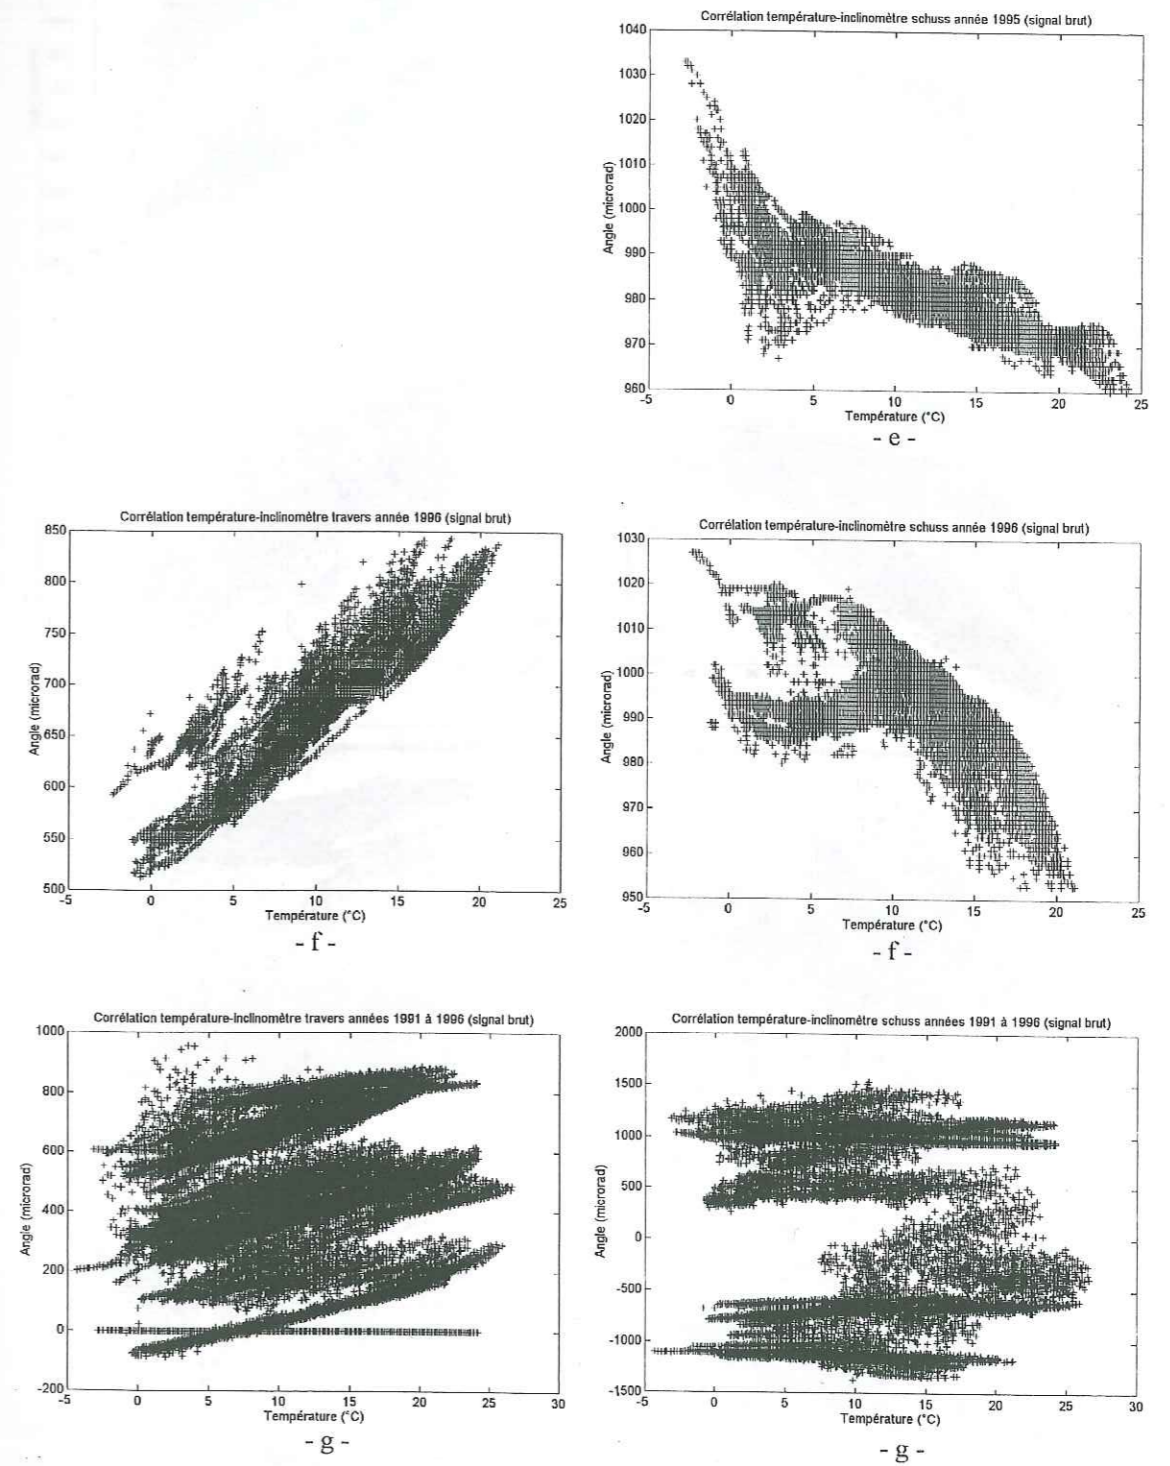 Corrélation température-inclinomètre schuss année 1995 (signal brut)
1040
1030
1020
1010
1000
990
980
970
960
Angle (microrad)
-5 0 5 10 15 20 25
Température (°C)
- e -
Corrélation température-inclinomètre travers année 1996 (signal brut)
850
800
750
700
650
600
550
500
Angle (microrad)
-5 0 5 10 15 20 25
Température (°C)
- f -
Corrélation température-inclinomètre schuss année 1996 (signal brut)
1030
1020
1010
1000
990
980
970
960
950
Angle (microrad)
-5 0 5 10 15 20 25
Température (°C)
- f -
Corrélation température-inclinomètre travers années 1991 à 1996 (signal brut)
1000
800
600
400
200
0
-200
Angle (microrad)
-5 0 5 10 15 20 25 30
Température (°C)
- g -
Corrélation température-inclinomètre schuss années 1991 à 1996 (signal brut)
2000
1500
1000
500
0
-500
-1000
-1500
Angle (microrad)
-5 0 5 10 15 20 25 30
Température (°C)
- g -